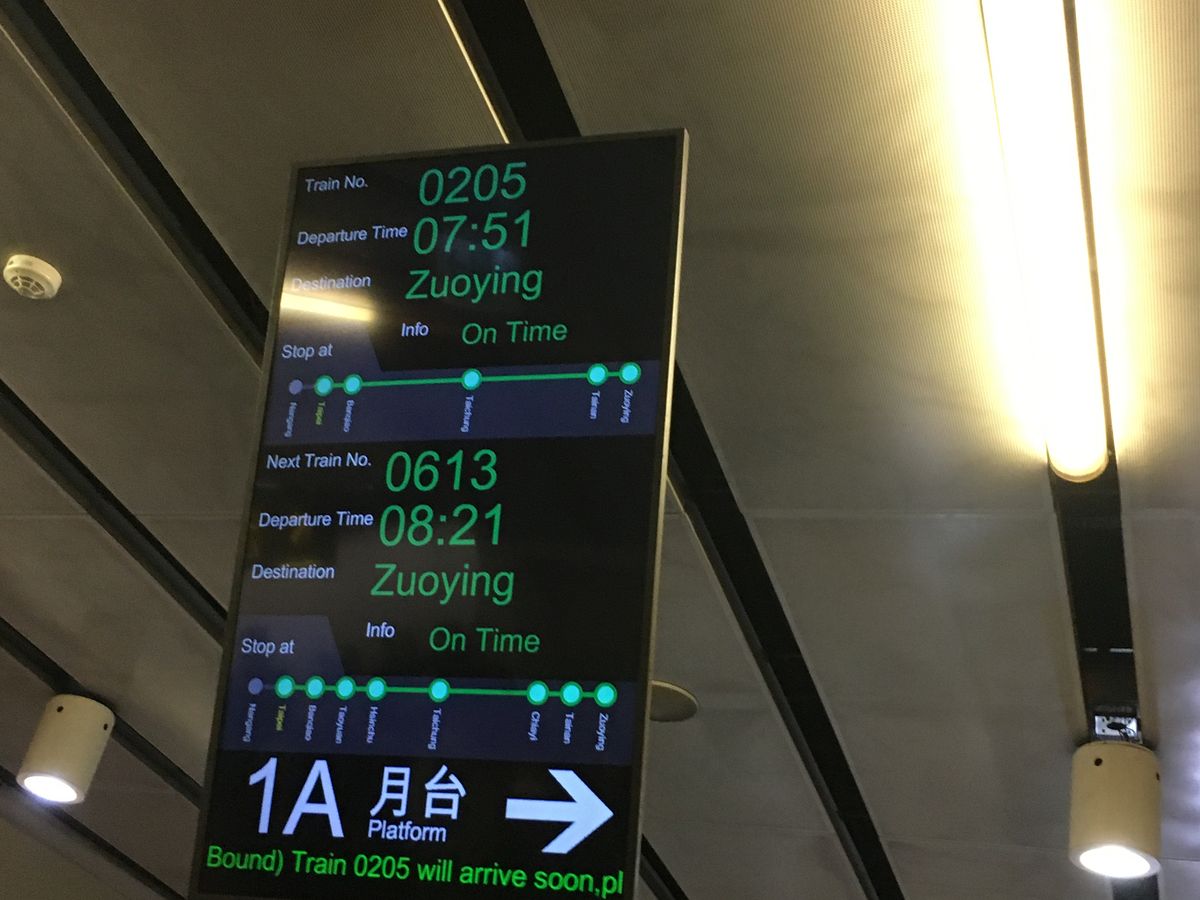 Train No. 0205
Departure Time 07:51
Destination Zuoying
Info On Time
Stop at
Nangang Taipei Banqiao Taichung Tainan Zuoying
Next Train No. 0613
Departure Time 08:21
Destination Zuoying
Info On Time
Stop at
Nangang Taipei Banqiao Taoyuan Hsinchu Taichung Chiayi Tainan Zuoying
1A 月台
Platform
Bound) Train 0205 will arrive soon,pl